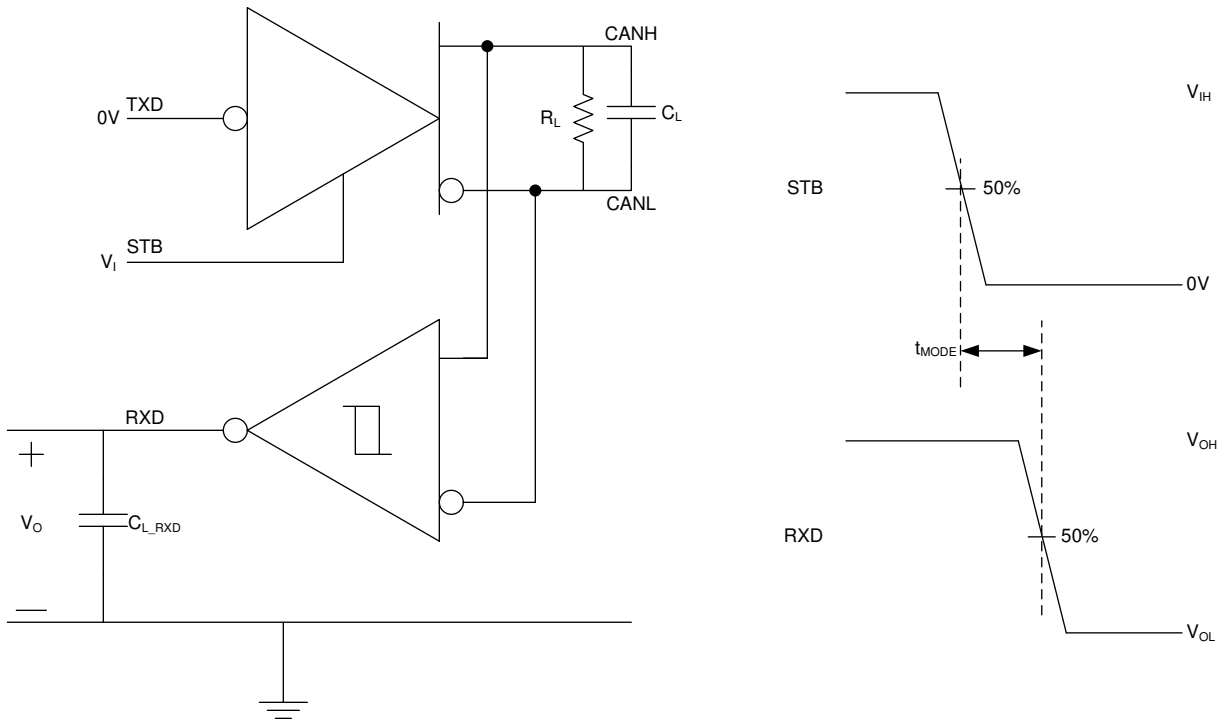 CANH
0V TXD
R_L
C_L
CANL
STB
V_I
RXD
+
V_O
C_L_RXD
—
V_IH
STB
50%
0V
t_MODE
V_OH
RXD
50%
V_OL